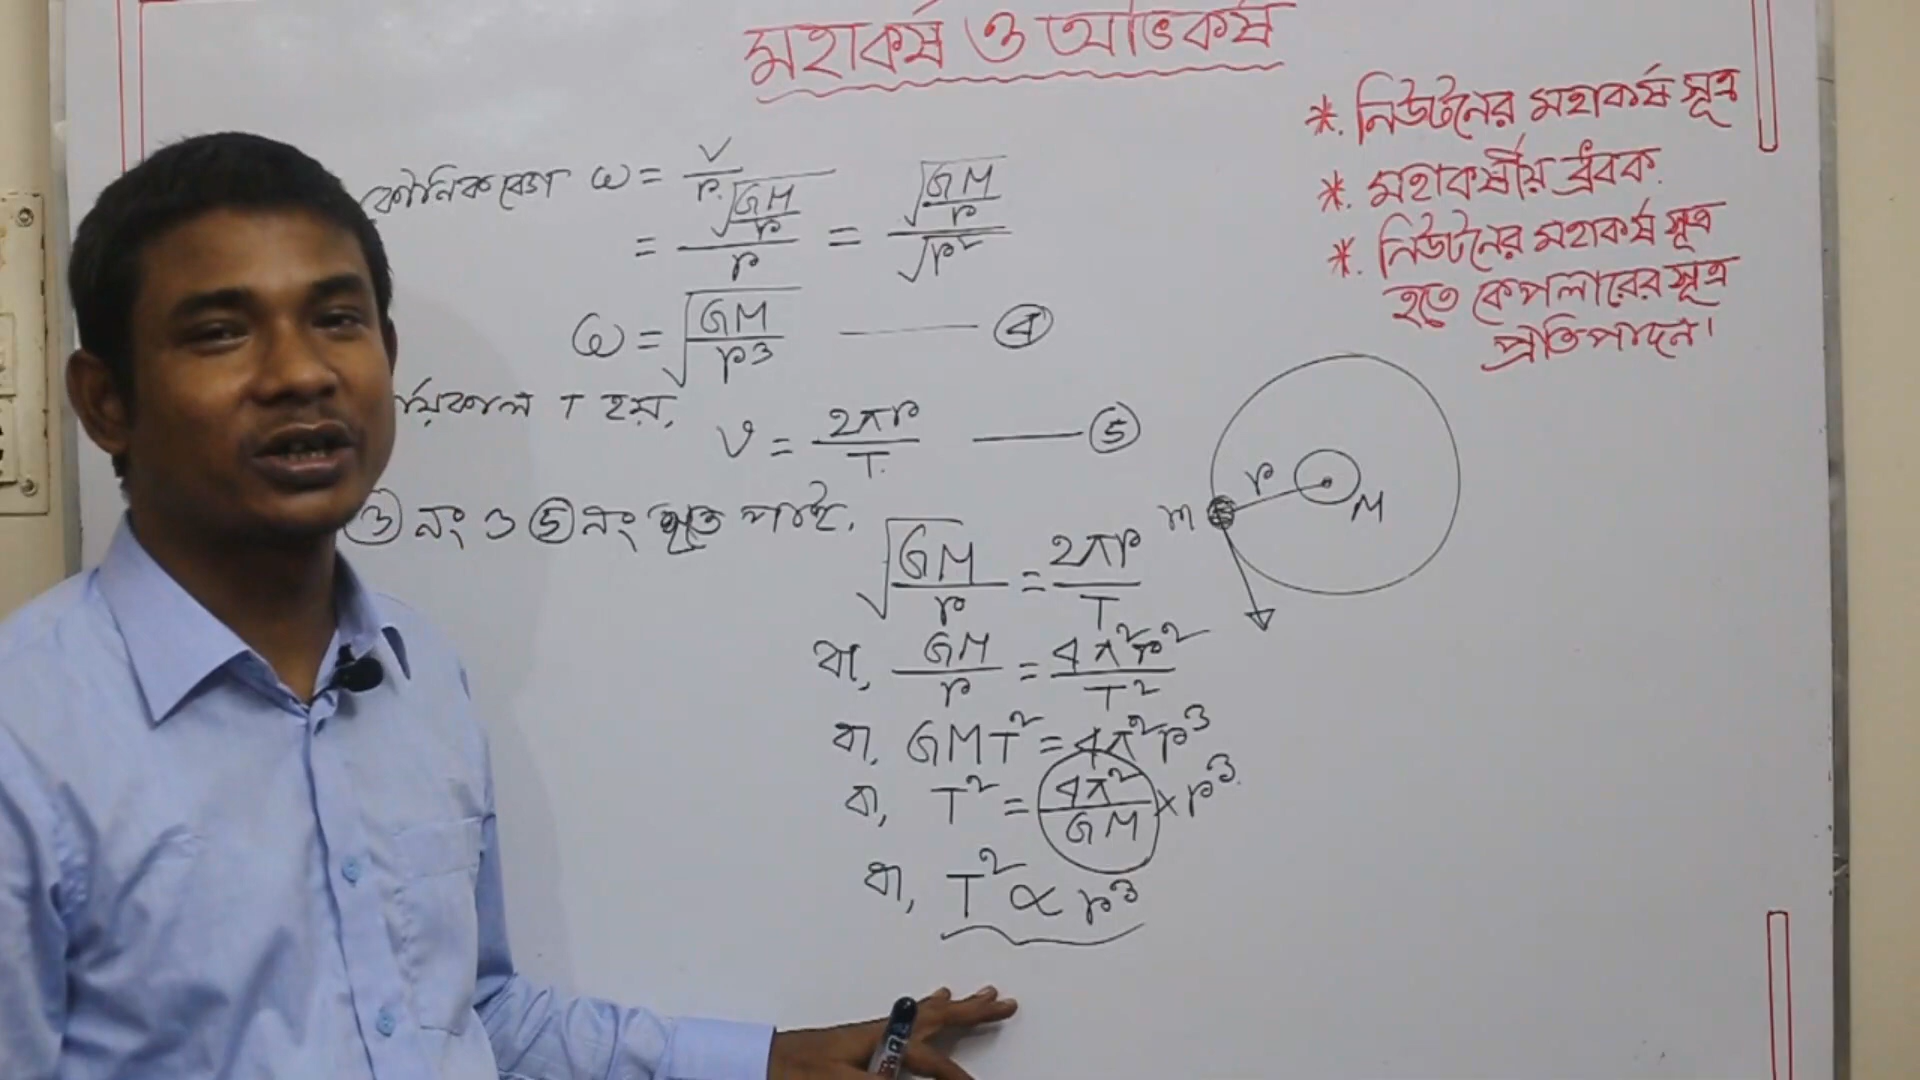 মহাকর্ষ ও অভিকর্ষ
*. নিউটনের মহাকর্ষ সূত্র
*. মহাকর্ষীয় ধ্রুবক.
*. নিউটনের মহাকর্ষ সূত্র
হতে কেপলারের সূত্র
প্রতিপাদন।
কৌনিক বেগ ω = v/r.
= √(GM/r)/r = √(GM/r)/√r²
ω = √(GM/r³) —— ④
T হয়,
v = 2πr/T. —— ⑤
③ নং ও ⑤ নং হতে পাই,
√(GM/r) = 2πr/T
বা, GM/r = 4π²r²/T²
বা, GMT² = 4π²r³
বা, T² = 4π²/GM × r³
বা, T² ∝ r³
r
m
M